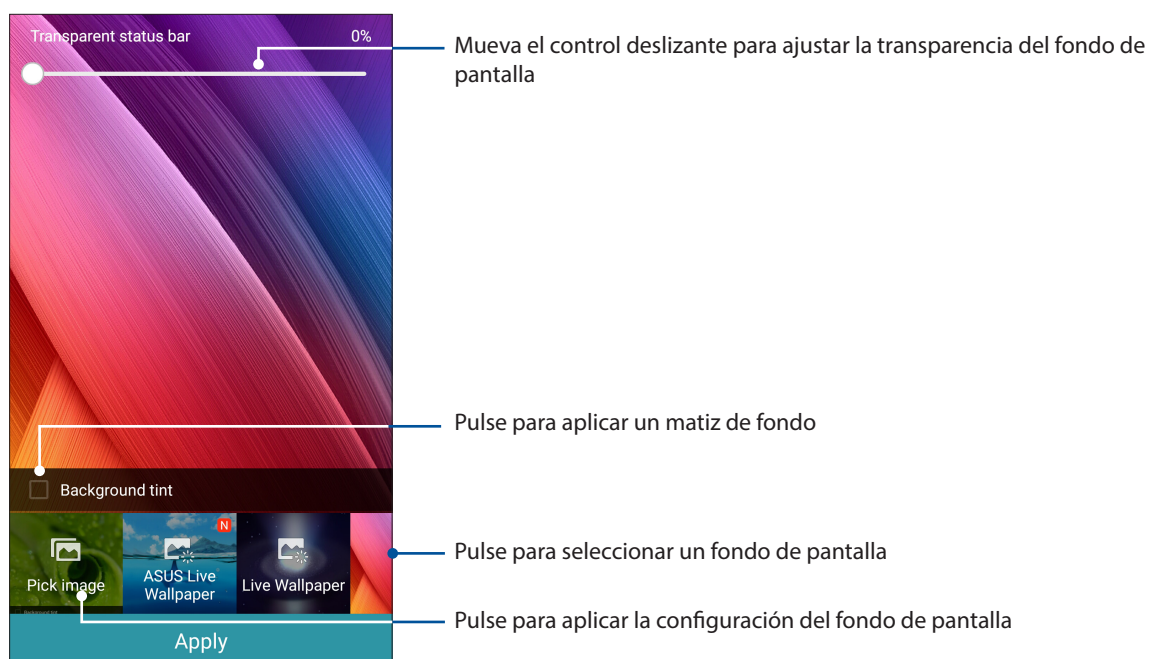 Transparent status bar 0%
Mueva el control deslizante para ajustar la transparencia del fondo de
pantalla
Pulse para aplicar un matiz de fondo
Background tint
N
Pick image
ASUS Live
Wallpaper
Live Wallpaper
Background tint
Pulse para seleccionar un fondo de pantalla
Pulse para aplicar la configuración del fondo de pantalla
Apply